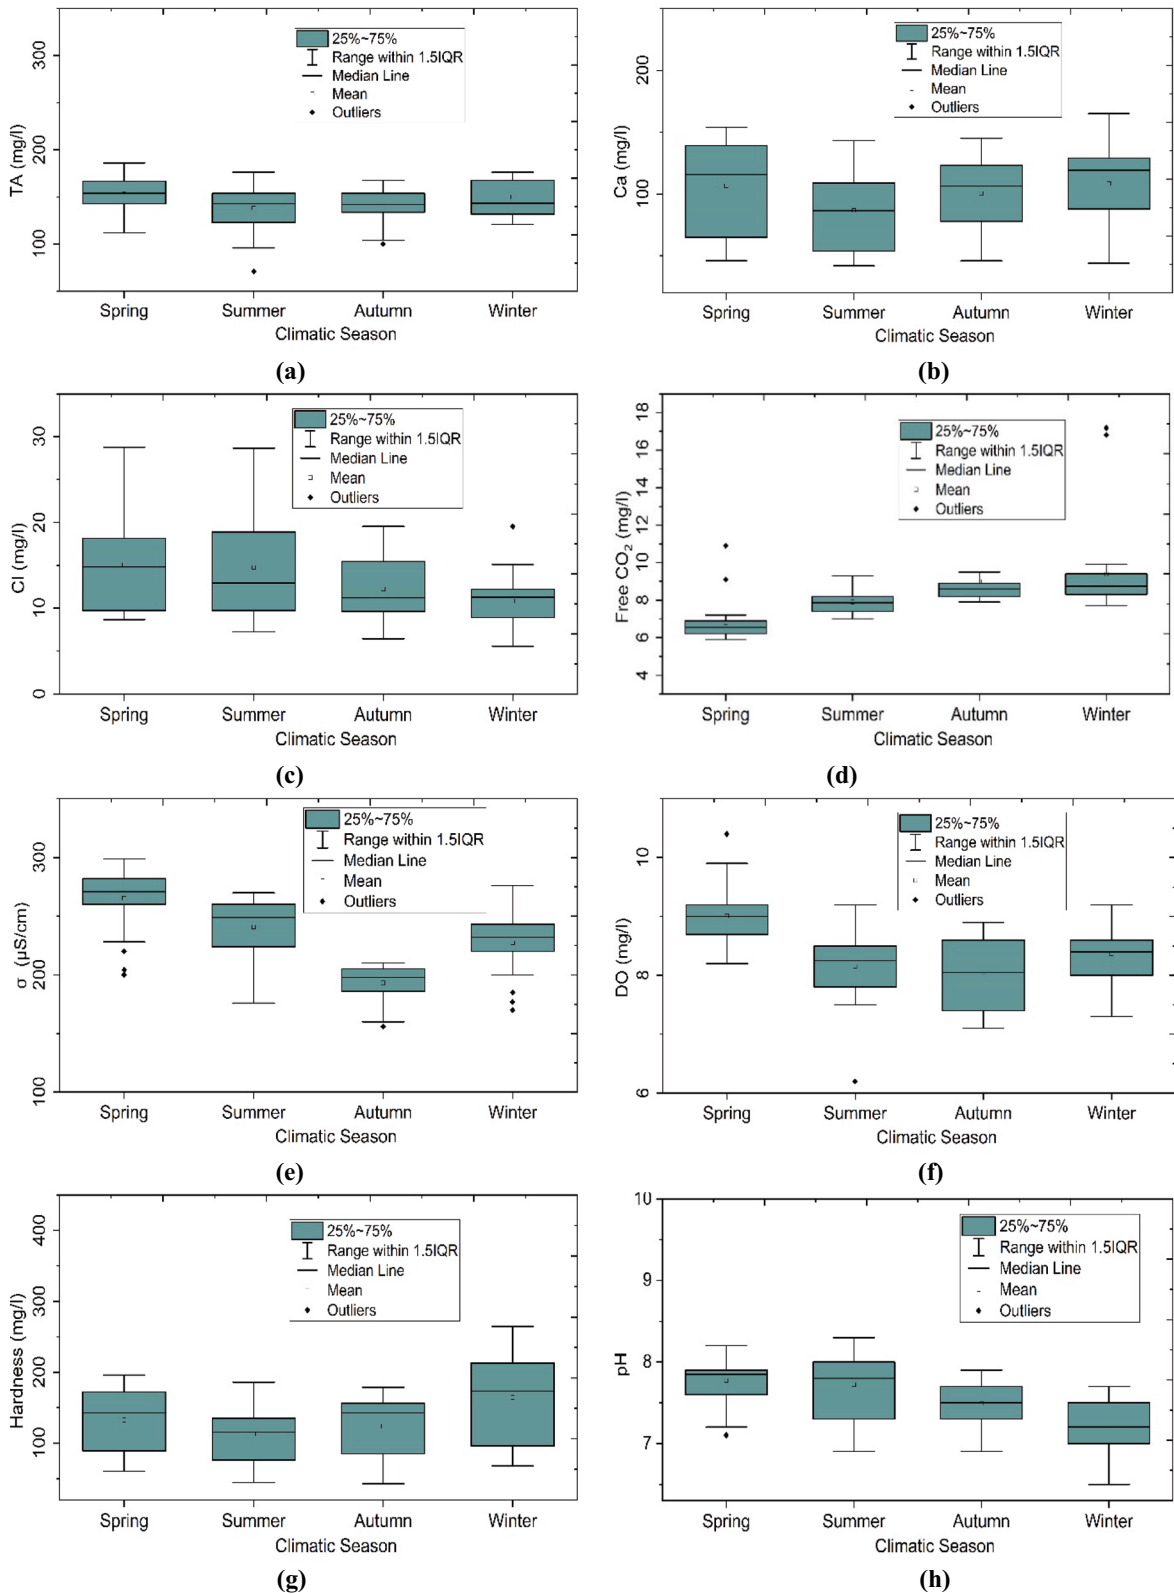 TA (mg/l)
100
200
300
25%~75%
Range within 1.5IQR
Median Line
Mean
Outliers
Spring Summer Autumn Winter
Climatic Season
(a)
Ca (mg/l)
100
200
25%~75%
Range within 1.5IQR
Median Line
Mean
Outliers
Spring Summer Autumn Winter
Climatic Season
(b)
Cl (mg/l)
0
10
20
30
25%~75%
Range within 1.5IQR
Median Line
Mean
Outliers
Spring Summer Autumn Winter
Climatic Season
(c)
Free CO₂ (mg/l)
4
6
8
10
12
14
16
18
25%~75%
Range within 1.5IQR
Median Line
Mean
Outliers
Spring Summer Autumn Winter
Climatic Season
(d)
σ (µS/cm)
100
200
300
25%~75%
Range within 1.5IQR
Median Line
Mean
Outliers
Spring Summer Autumn Winter
Climatic Season
(e)
DO (mg/l)
6
8
10
25%~75%
Range within 1.5IQR
Median Line
Mean
Outliers
Spring Summer Autumn Winter
Climatic Season
(f)
Hardness (mg/l)
100
200
300
400
25%~75%
Range within 1.5IQR
Median Line
Mean
Outliers
Spring Summer Autumn Winter
Climatic Season
(g)
pH
7
8
9
10
25%~75%
Range within 1.5IQR
Median Line
Mean
Outliers
Spring Summer Autumn Winter
Climatic Season
(h)